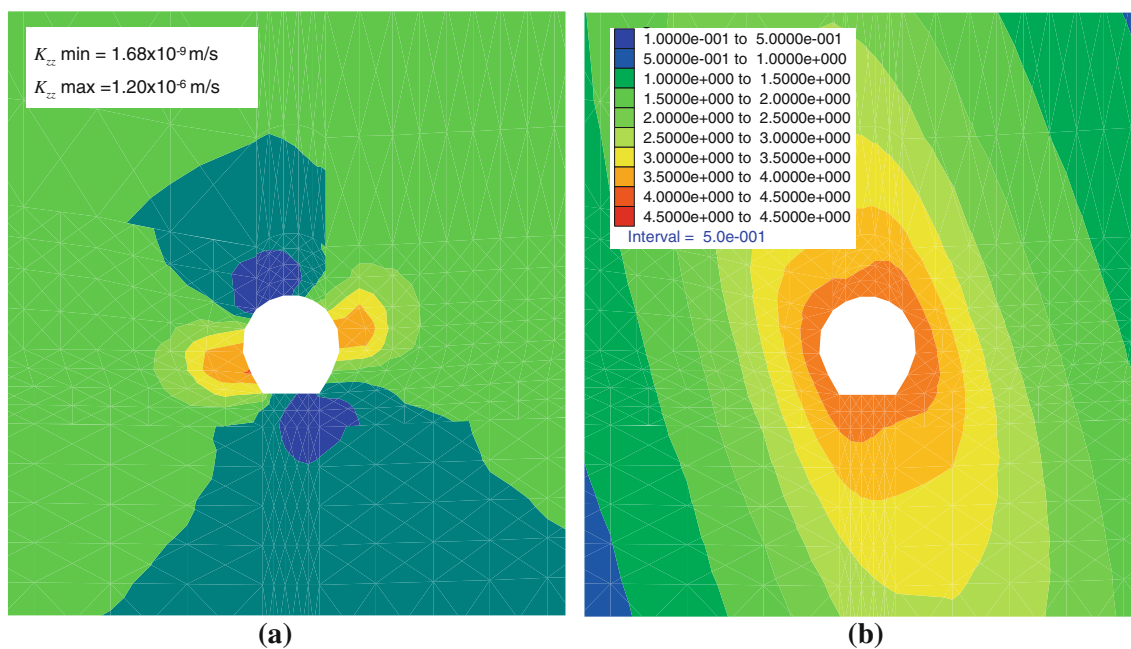 K_zz min = 1.68x10^-9 m/s
K_zz max =1.20x10^-6 m/s
1.0000e-001 to 5.0000e-001
5.0000e-001 to 1.0000e+000
1.0000e+000 to 1.5000e+000
1.5000e+000 to 2.0000e+000
2.0000e+000 to 2.5000e+000
2.5000e+000 to 3.0000e+000
3.0000e+000 to 3.5000e+000
3.5000e+000 to 4.0000e+000
4.0000e+000 to 4.5000e+000
4.5000e+000 to 4.5000e+000
Interval = 5.0e-001
(a)
(b)